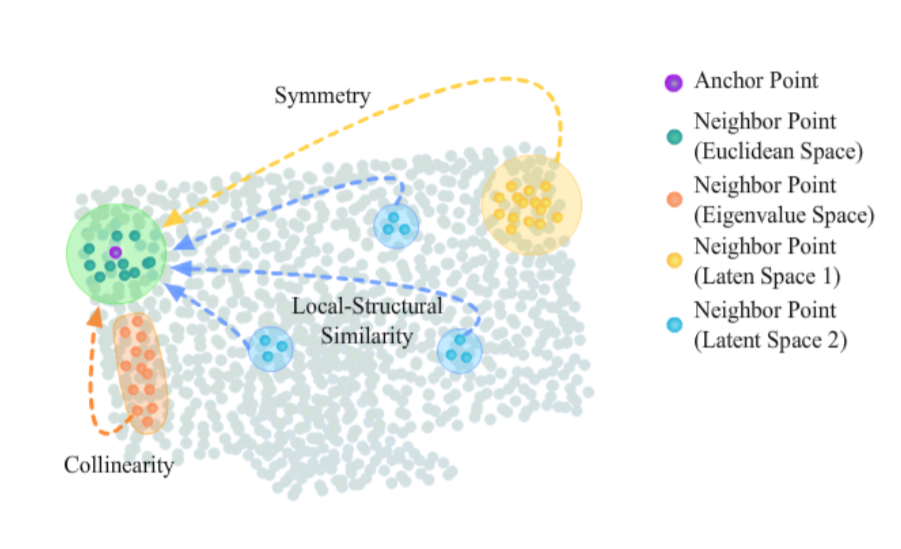 Symmetry
Local-Structural
Similarity
Collinearity
Anchor Point
Neighbor Point
(Euclidean Space)
Neighbor Point
(Eigenvalue Space)
Neighbor Point
(Laten Space 1)
Neighbor Point
(Latent Space 2)